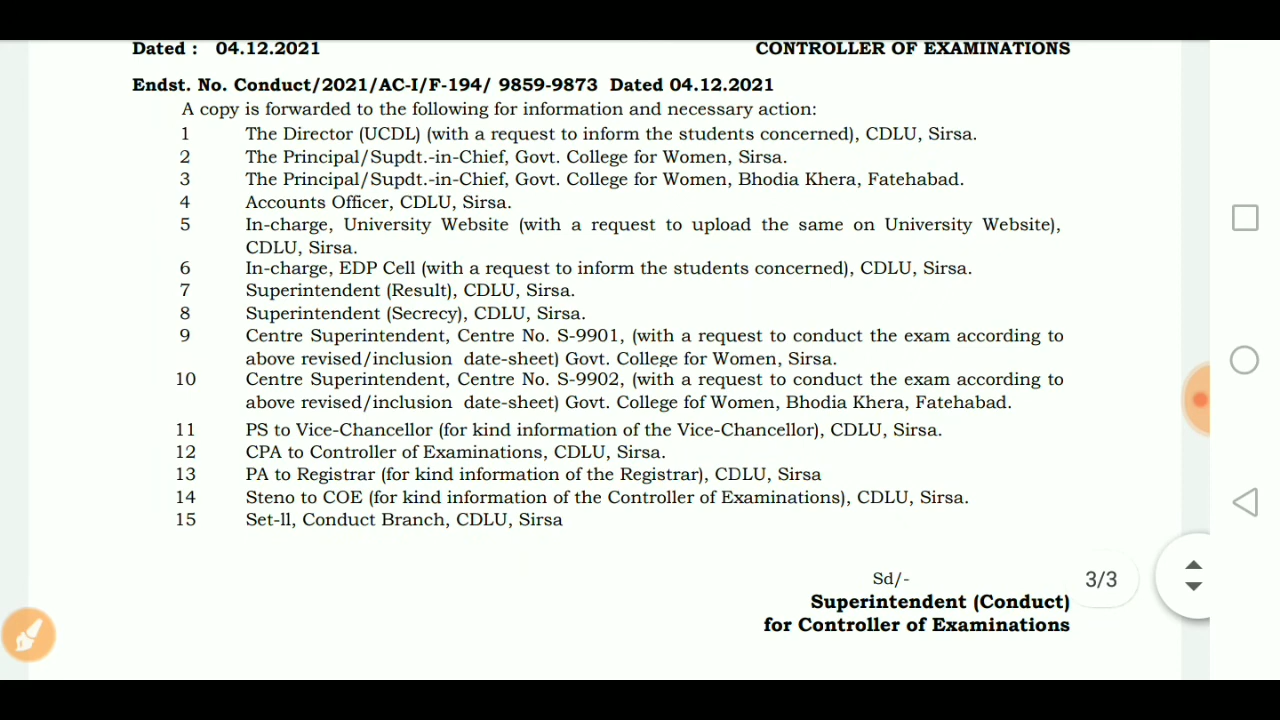 Dated : 04.12.2021 CONTROLLER OF EXAMINATIONS
Endst. No. Conduct/2021/AC-I/F-194/ 9859-9873 Dated 04.12.2021
A copy is forwarded to the following for information and necessary action:
1 The Director (UCDL) (with a request to inform the students concerned), CDLU, Sirsa.
2 The Principal/Supdt.-in-Chief, Govt. College for Women, Sirsa.
3 The Principal/Supdt.-in-Chief, Govt. College for Women, Bhodia Khera, Fatehabad.
4 Accounts Officer, CDLU, Sirsa.
5 In-charge, University Website (with a request to upload the same on University Website),
CDLU, Sirsa.
6 In-charge, EDP Cell (with a request to inform the students concerned), CDLU, Sirsa.
7 Superintendent (Result), CDLU, Sirsa.
8 Superintendent (Secrecy), CDLU, Sirsa.
9 Centre Superintendent, Centre No. S-9901, (with a request to conduct the exam according to
above revised/inclusion date-sheet) Govt. College for Women, Sirsa.
10 Centre Superintendent, Centre No. S-9902, (with a request to conduct the exam according to
above revised/inclusion date-sheet) Govt. College fof Women, Bhodia Khera, Fatehabad.
11 PS to Vice-Chancellor (for kind information of the Vice-Chancellor), CDLU, Sirsa.
12 CPA to Controller of Examinations, CDLU, Sirsa.
13 PA to Registrar (for kind information of the Registrar), CDLU, Sirsa
14 Steno to COE (for kind information of the Controller of Examinations), CDLU, Sirsa.
15 Set-ll, Conduct Branch, CDLU, Sirsa
Sd/-
3/3
Superintendent (Conduct)
for Controller of Examinations